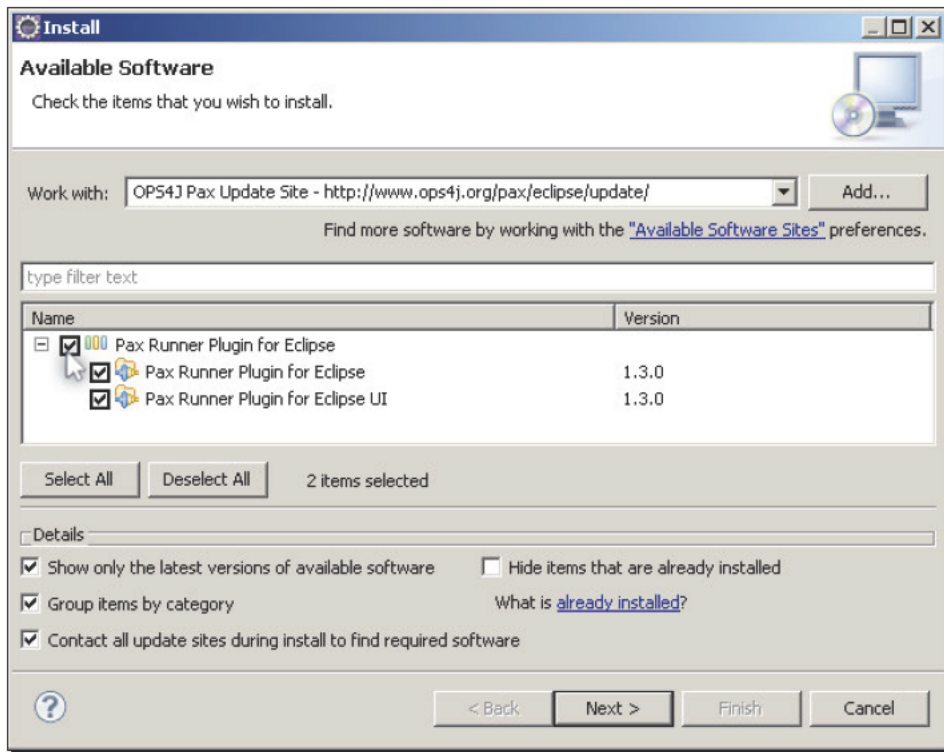 Install
Available Software
Check the items that you wish to install.
Work with: OPS4J Pax Update Site - http://www.ops4j.org/pax/eclipse/update/ Add...
Find more software by working with the "Available Software Sites" preferences.
type filter text
Name Version
Pax Runner Plugin for Eclipse
Pax Runner Plugin for Eclipse 1.3.0
Pax Runner Plugin for Eclipse UI 1.3.0
Select All Deselect All 2 items selected
Details
Show only the latest versions of available software Hide items that are already installed
Group items by category What is already installed?
Contact all update sites during install to find required software
? < Back Next > Finish Cancel